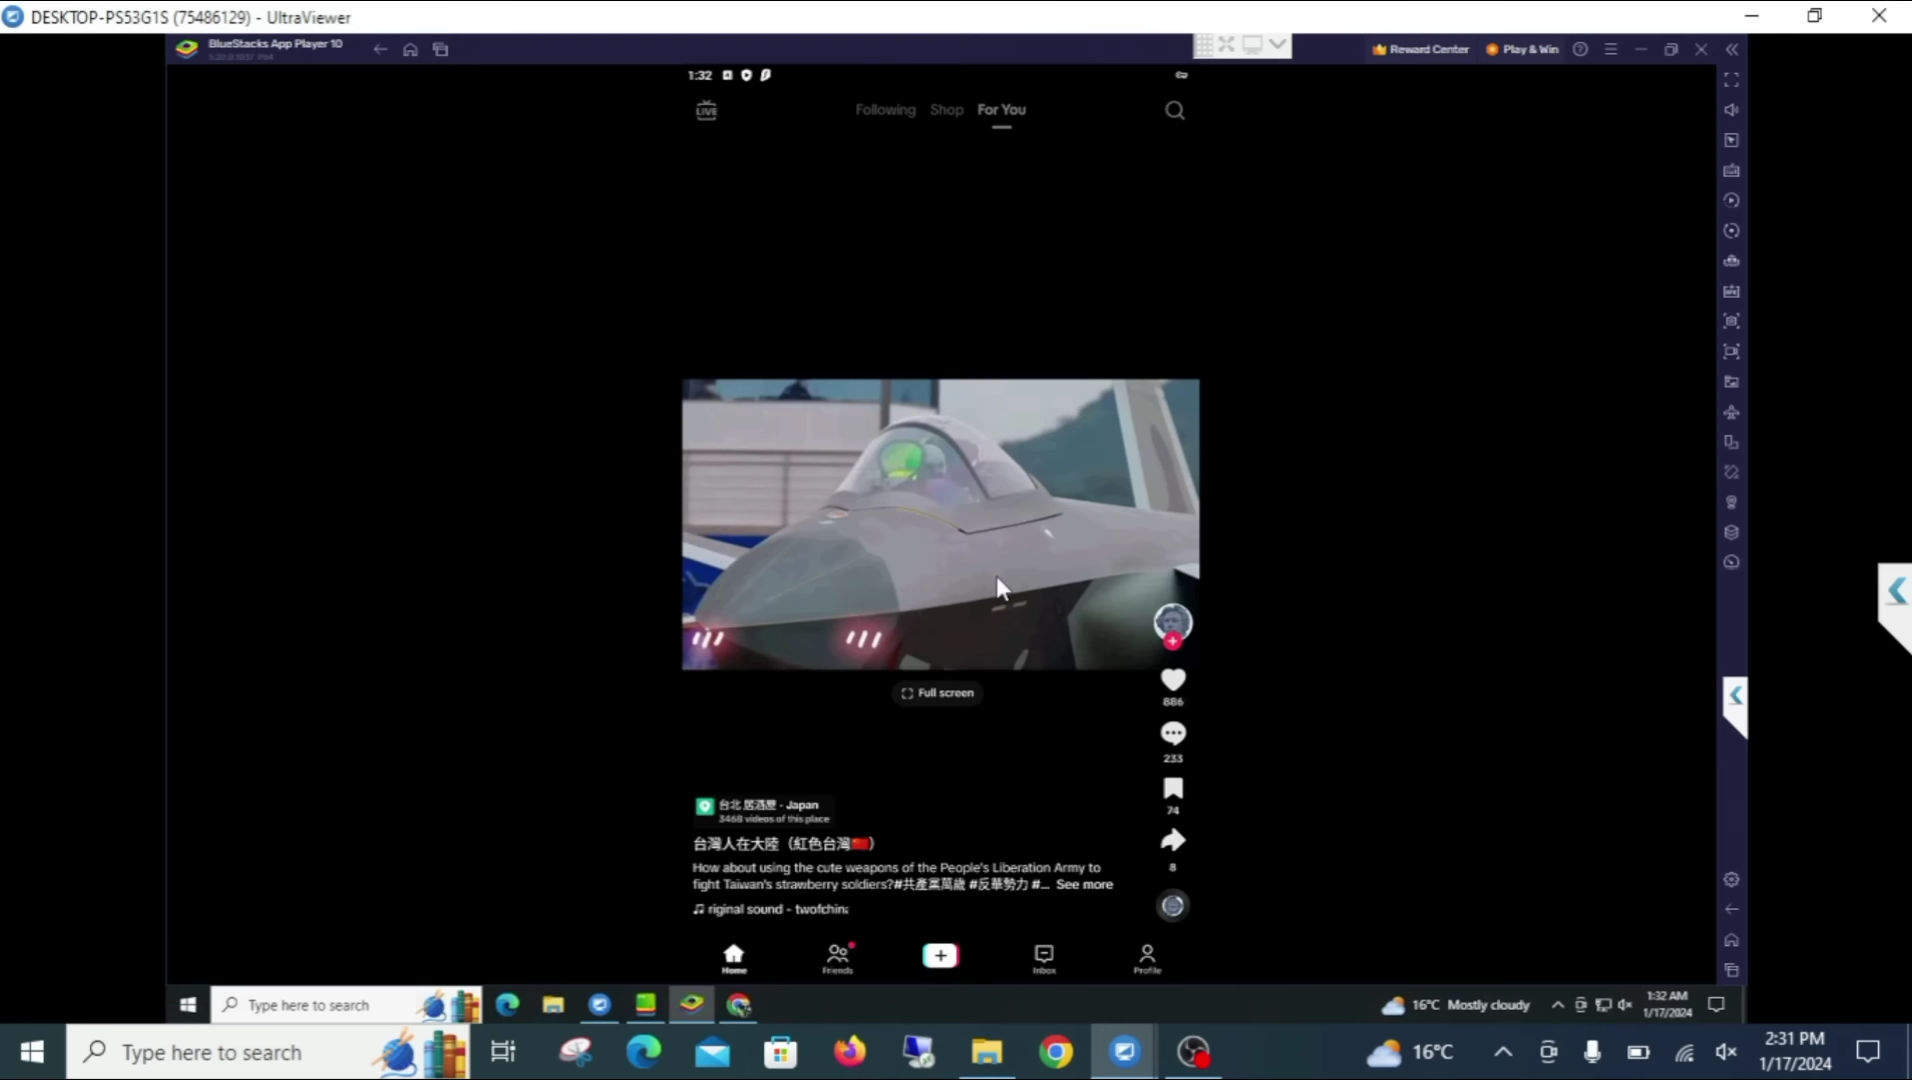 DESKTOP-PS53G1S (75486129) - UltraViewer
BlueStacks App Player 10
Reward Center
Play & Win
1:32
LIVE
Following
Shop
For You
Full screen
886
233
74
8
台北 居酒屋 - Japan
3468 videos of this place
台灣人在大陸（紅色台灣🇨🇳）
How about using the cute weapons of the People's Liberation Army to
fight Taiwan's strawberry soldiers?#共產黨萬歲 #反華勢力 #... See more
riginal sound - twofchin
Home
Friends
Inbox
Profile
Type here to search
16°C Mostly cloudy
1:32 AM
1/17/2024
Type here to search
16°C
2:31 PM
1/17/2024